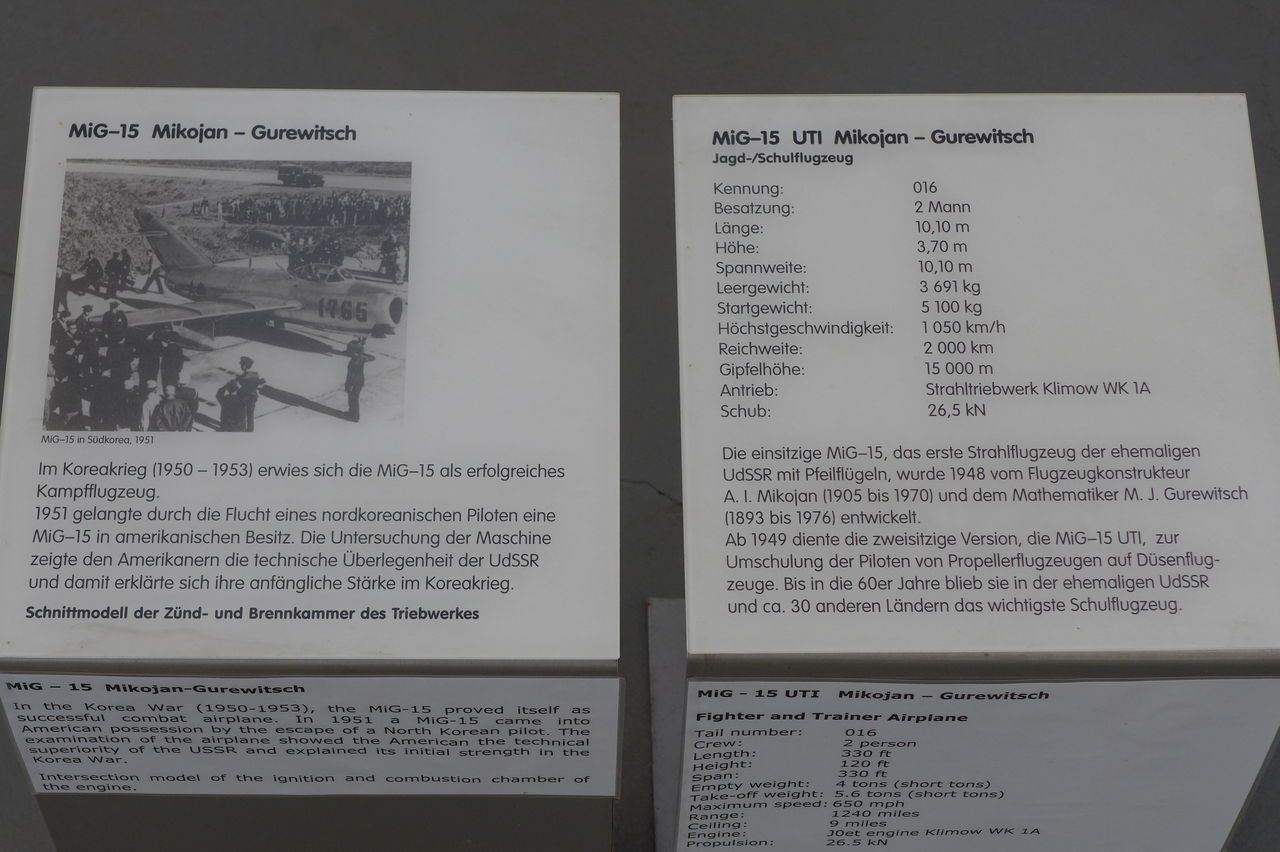 MiG–15 Mikojan – Gurewitsch
1765
MiG–15 in Südkorea, 1951
Im Koreakrieg (1950 – 1953) erwies sich die MiG–15 als erfolgreiches
Kampfflugzeug.
1951 gelangte durch die Flucht eines nordkoreanischen Piloten eine
MiG–15 in amerikanischen Besitz. Die Untersuchung der Maschine
zeigte den Amerikanern die technische Überlegenheit der UdSSR
und damit erklärte sich ihre anfängliche Stärke im Koreakrieg.
Schnittmodell der Zünd- und Brennkammer des Triebwerkes
MiG – 15 Mikojan-Gurewitsch
In the Korea War (1950-1953), the MiG-15 proved itself as
successful combat airplane. In 1951 a MiG-15 came into
American possession by the escape of a North Korean pilot. The
examination of the airplane showed the American the technical
superiority of the USSR and explained its initial strength in the
Korea War.
Intersection model of the ignition and combustion chamber of
the engine.
MiG–15 UTI Mikojan – Gurewitsch
Jagd-/Schulflugzeug
Kennung: 016
Besatzung: 2 Mann
Länge: 10,10 m
Höhe: 3,70 m
Spannweite: 10,10 m
Leergewicht: 3 691 kg
Startgewicht: 5 100 kg
Höchstgeschwindigkeit: 1 050 km/h
Reichweite: 2 000 km
Gipfelhöhe: 15 000 m
Antrieb: Strahltriebwerk Klimow WK 1A
Schub: 26,5 kN
Die einsitzige MiG–15, das erste Strahlflugzeug der ehemaligen
UdSSR mit Pfeilflügeln, wurde 1948 vom Flugzeugkonstrukteur
A. I. Mikojan (1905 bis 1970) und dem Mathematiker M. J. Gurewitsch
(1893 bis 1976) entwickelt.
Ab 1949 diente die zweisitzige Version, die MiG–15 UTI, zur
Umschulung der Piloten von Propellerflugzeugen auf Düsenflug-
zeuge. Bis in die 60er Jahre blieb sie in der ehemaligen UdSSR
und ca. 30 anderen Ländern das wichtigste Schulflugzeug.
MiG - 15 UTI Mikojan – Gurewitsch
Fighter and Trainer Airplane
Tail number: 016
Crew: 2 person
Length: 330 ft
Height: 120 ft
Span: 330 ft
Empty weight: 4 tons (short tons)
Take-off weight: 5.6 tons (short tons)
Maximum speed: 650 mph
Range: 1240 miles
Ceiling: 9 miles
Engine: J0et engine Klimow WK 1A
Propulsion: 26.5 kN